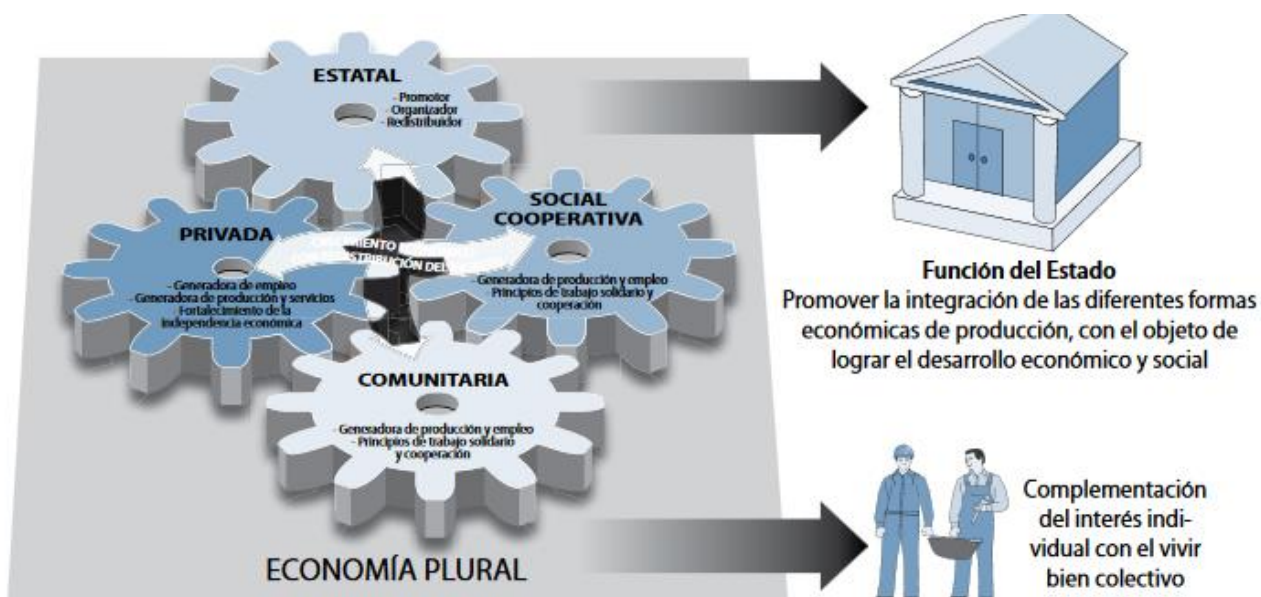 ESTATAL
- Promotor
- Organizador
- Redistribuidor
PRIVADA
- Generadora de empleo
- Generadora de producción y servicios
- Fortalecimiento de la
independencia económica
SOCIAL
COOPERATIVA
- Generadora de producción y empleo
Principios de trabajo solidario y
cooperación
COMUNITARIA
- Generadora de producción y empleo
- Principios de trabajo solidario
y cooperación
ECONOMÍA PLURAL
Función del Estado
Promover la integración de las diferentes formas
económicas de producción, con el objeto de
lograr el desarrollo económico y social
Complementación
del interés indi-
vidual con el vivir
bien colectivo